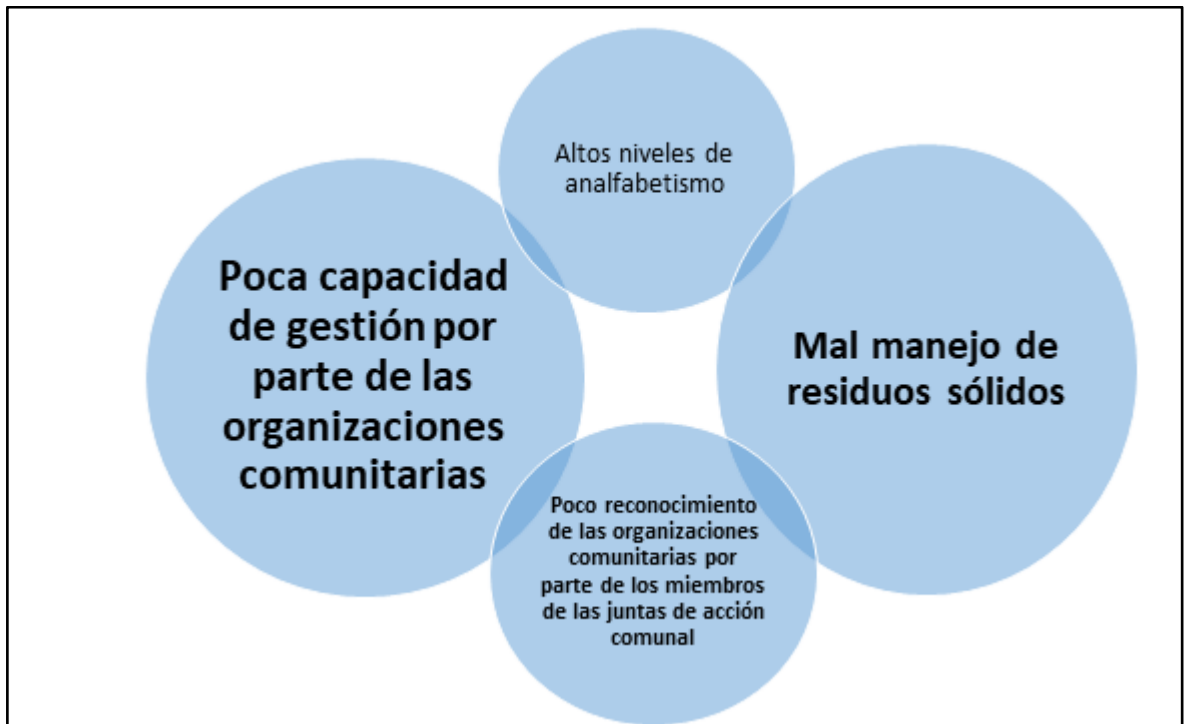 Altos niveles de
analfabetismo
Poca capacidad
de gestión por
parte de las
organizaciones
comunitarias
Mal manejo de
residuos sólidos
Poco reconocimiento
de las organizaciones
comunitarias por
parte de los miembros
de las juntas de acción
comunal